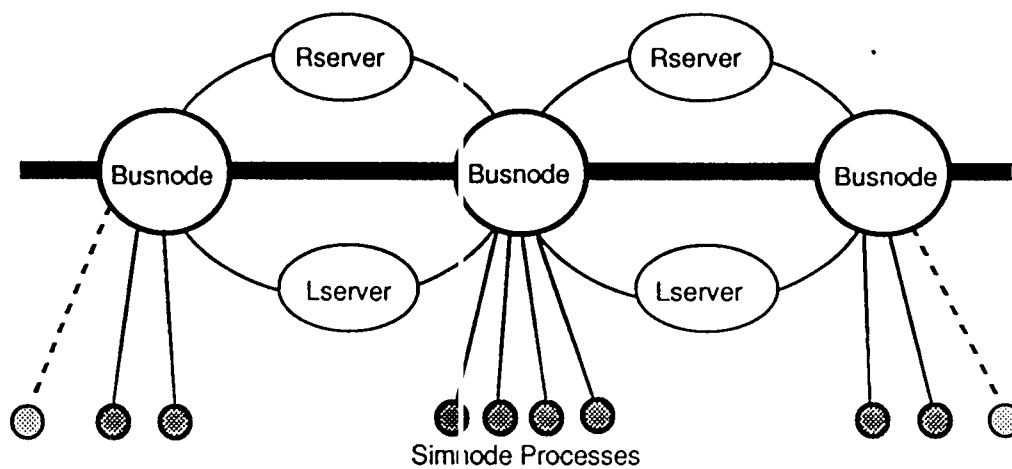 Rserver
Rserver
Busnode
Busnode
Busnode
Lserver
Lserver
Simnode Processes